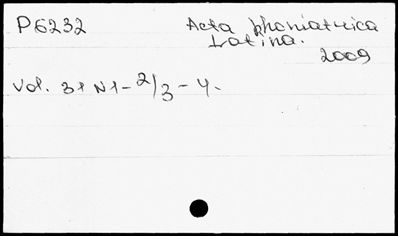 P6232 Acta phoniatrica
Latina.
2009
Vol. 31 N1-2/3-4.